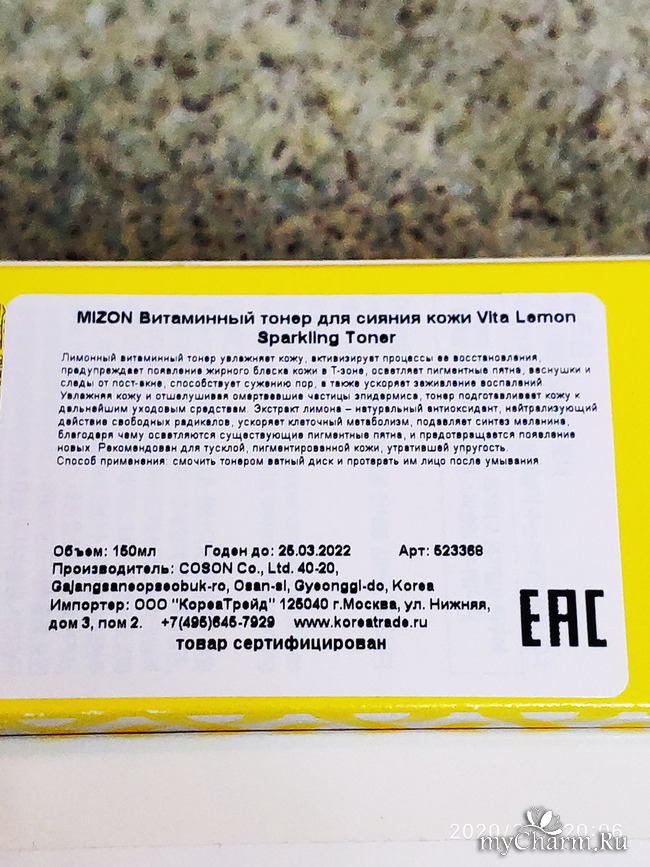 MIZON Витаминный тонер для сияния кожи Vita Lemon
Sparkling Toner
Лимонный витаминный тонер увлажняет кожу, активизирует процессы ее восстановления,
предупреждает появление жирного блеска кожи в Т-зоне, осветляет пигментные пятна, веснушки и
следы от пост-акне, способствует сужению пор, а также ускоряет заживление воспалений.
Увлажняя кожу и отшелушивая омертвевшие частицы эпидермиса, тонер подготавливает кожу к
дальнейшим уходовым средствам. Экстракт лимона – натуральный антиоксидант, нейтрализующий
действие свободных радикалов, ускоряет клеточный метаболизм, подавляет синтез меланина,
благодаря чему осветляются существующие пигментные пятна, и предотвращается появление
новых. Рекомендован для тусклой, пигментированной кожи, утратившей упругость.
Способ применения: смочить тонером ватный диск и протереть им лицо после умывания.
Объем: 150мл Годен до: 25.03.2022 Арт: 523368
Производитель: COSON Co., Ltd. 40-20,
Gajangsaneopseobuk-ro, Osan-si, Gyeonggi-do, Korea
Импортер: ООО "КореаТрейд" 125040 г.Москва, ул. Нижняя,
дом 3, пом 2. +7(495)645-7929 www.koreatrade.ru
товар сертифицирован
EAC
myCharm.Ru